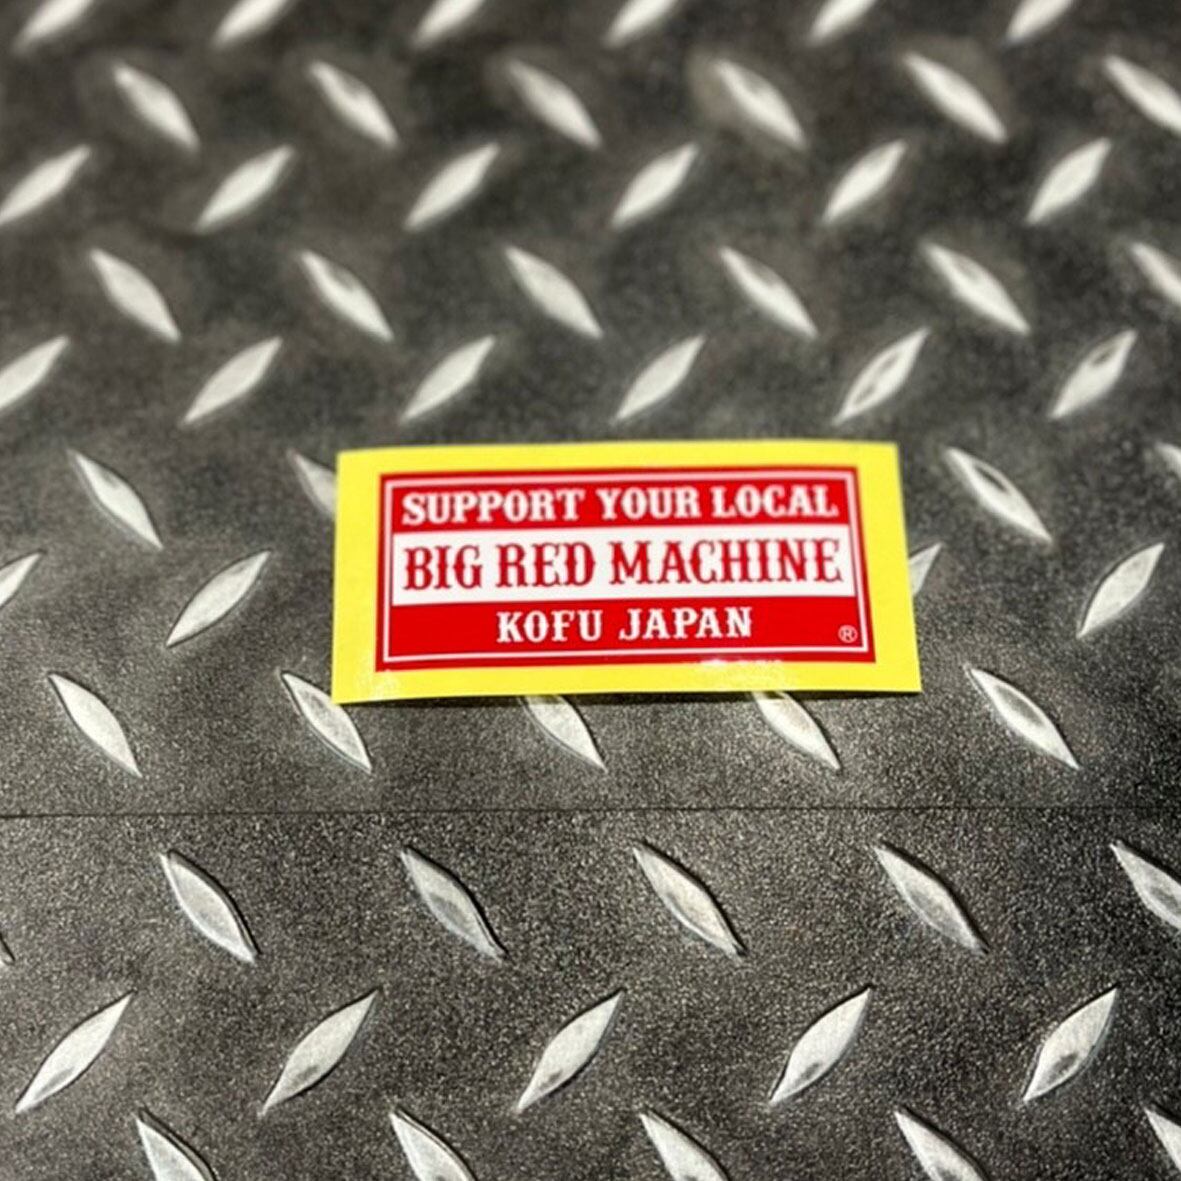 SUPPORT YOUR LOCAL
BIG RED MACHINE
KOFU JAPAN
®